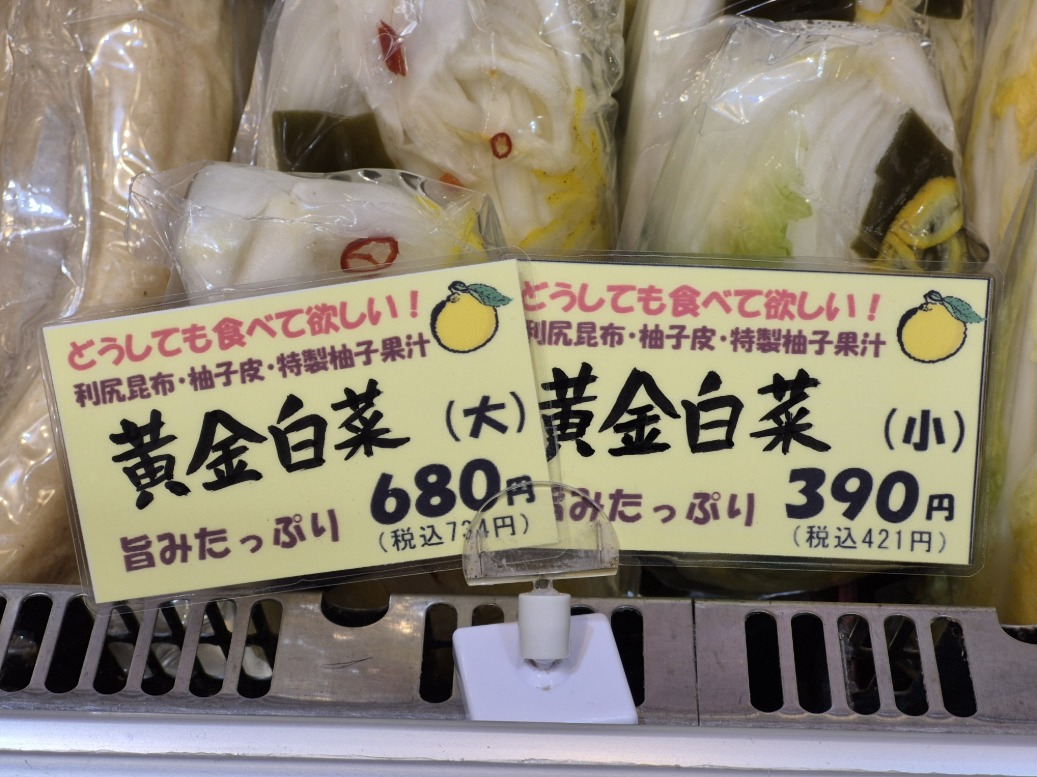 どうしても食べて欲しい！
利尻昆布・柚子皮・特製柚子果汁
黄金白菜 （大）
680円
旨みたっぷり
（税込734円）
どうしても食べて欲しい！
利尻昆布・柚子皮・特製柚子果汁
黄金白菜 （小）
390円
旨みたっぷり
（税込421円）